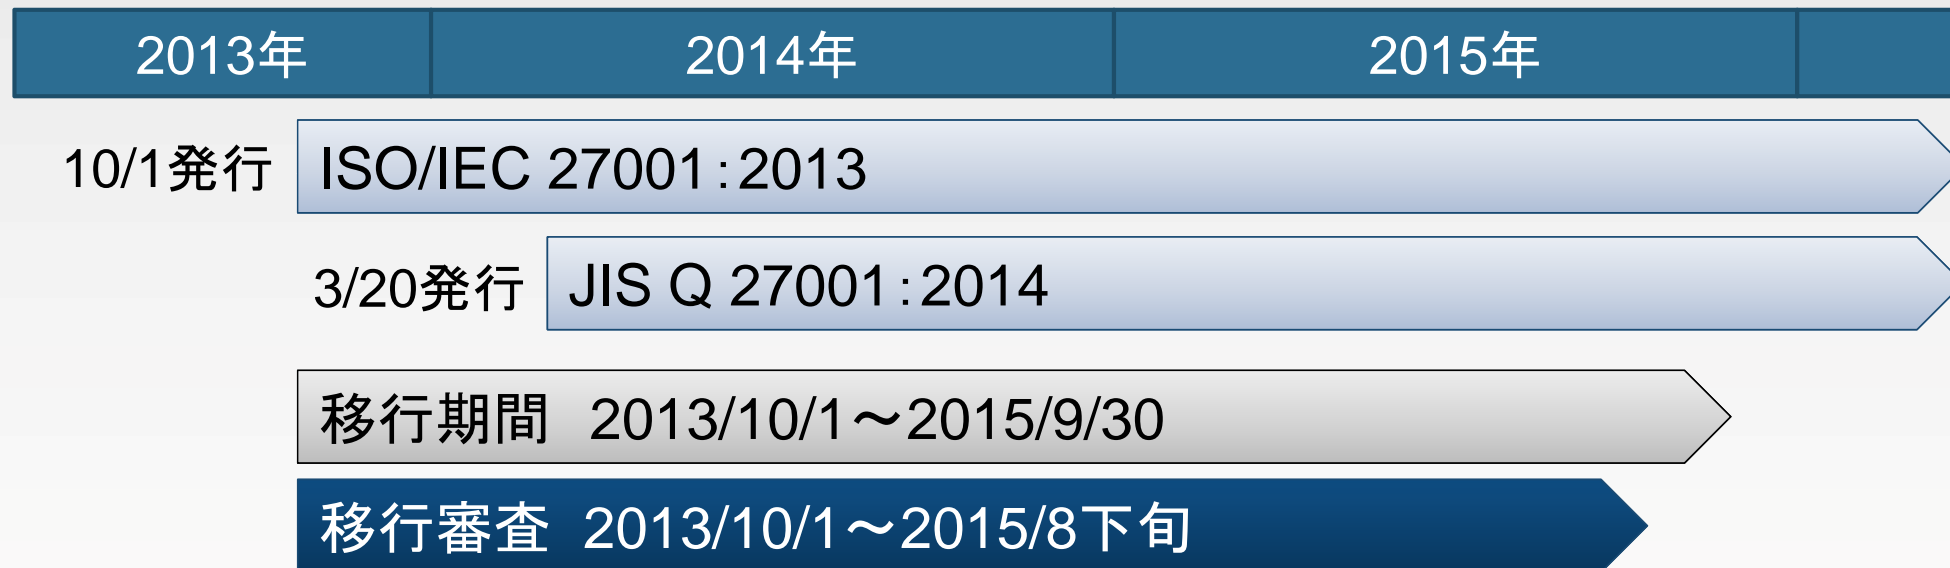 2013年 2014年 2015年
10/1発行 ISO/IEC 27001:2013
3/20発行 JIS Q 27001:2014
移行期間 2013/10/1～2015/9/30
移行審査 2013/10/1～2015/8下旬